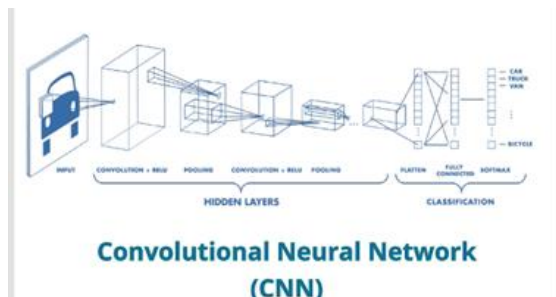 CAR
TRUCK
VAN
BICYCLE
INPUT CONVOLUTION + RELU POOLING CONVOLUTION + RELU POOLING FLATTEN FULLY CONNECTED SOFTMAX
HIDDEN LAYERS CLASSIFICATION
Convolutional Neural Network
(CNN)